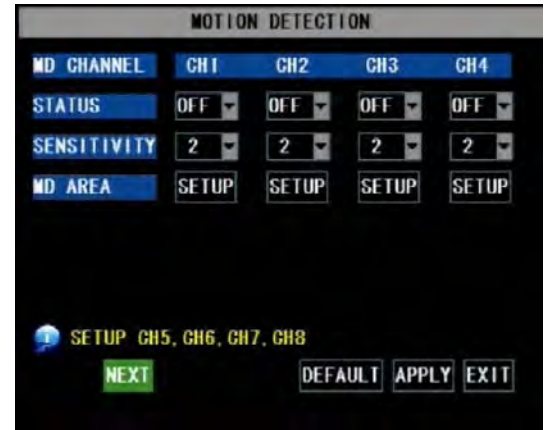 MOTION DETECTION
MD CHANNEL CH1 CH2 CH3 CH4
STATUS OFF OFF OFF OFF
SENSITIVITY 2 2 2 2
MD AREA SETUP SETUP SETUP SETUP
SETUP CH5, CH6, CH7, CH8
NEXT DEFAULT APPLY EXIT